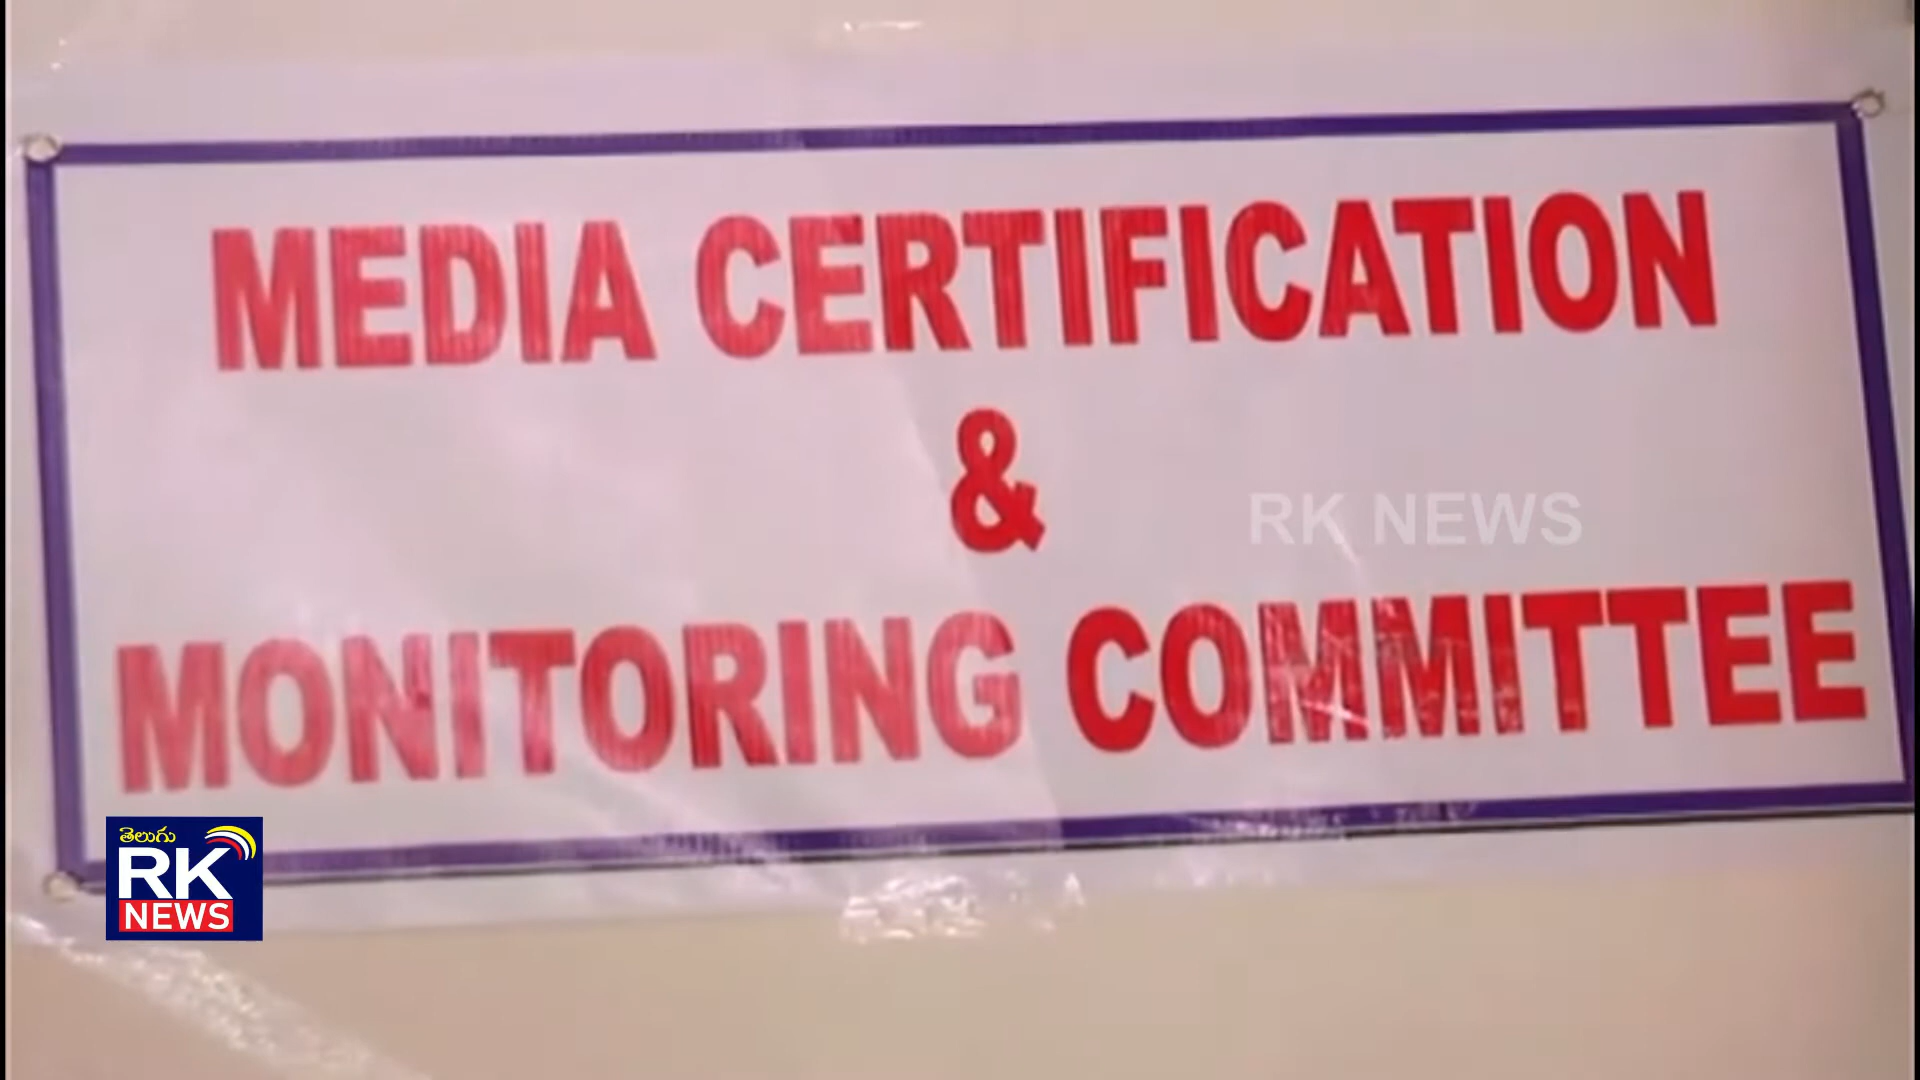 MEDIA CERTIFICATION
&
RK NEWS
MONITORING COMMITTEE
తెలుగు
RK
NEWS